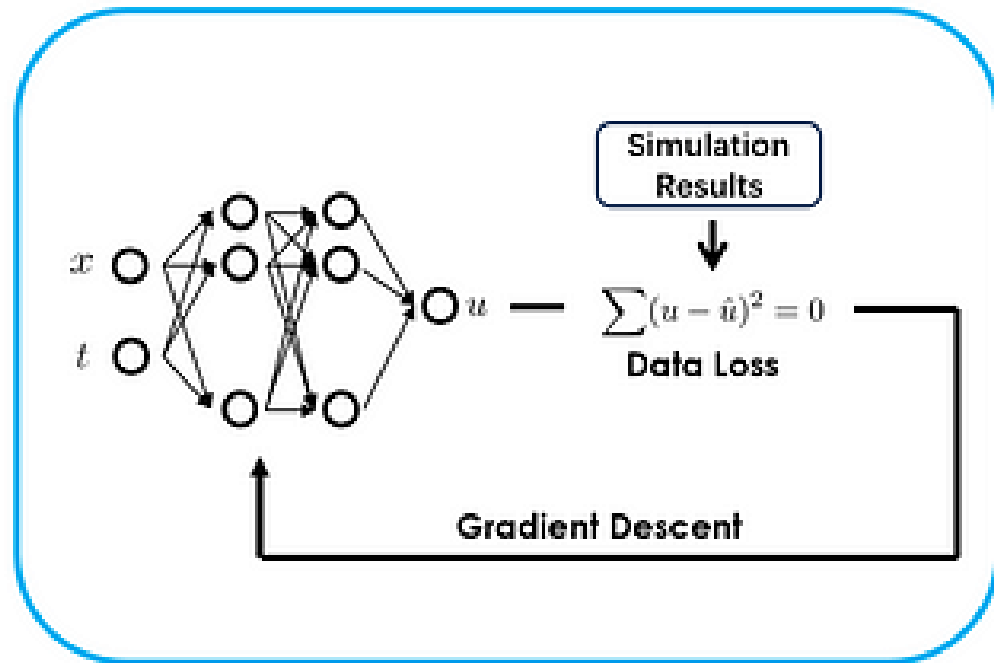 Simulation
Results
x
t
u
∑(u − û)² = 0
Data Loss
Gradient Descent